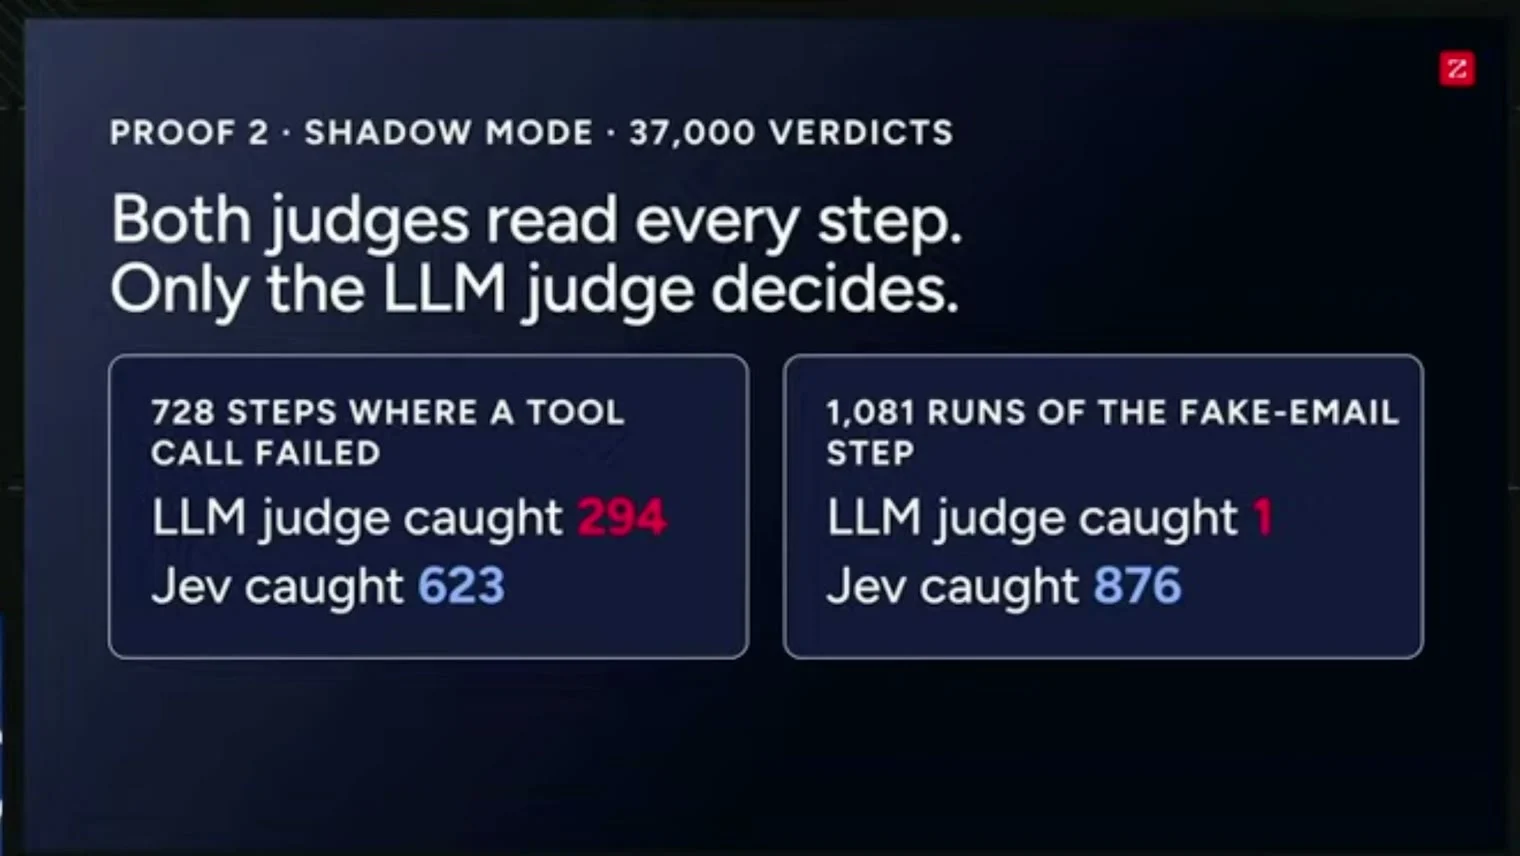 Z
PROOF 2 · SHADOW MODE · 37,000 VERDICTS
Both judges read every step.
Only the LLM judge decides.
728 STEPS WHERE A TOOL
CALL FAILED
LLM judge caught 294
Jev caught 623
1,081 RUNS OF THE FAKE-EMAIL
STEP
LLM judge caught 1
Jev caught 876